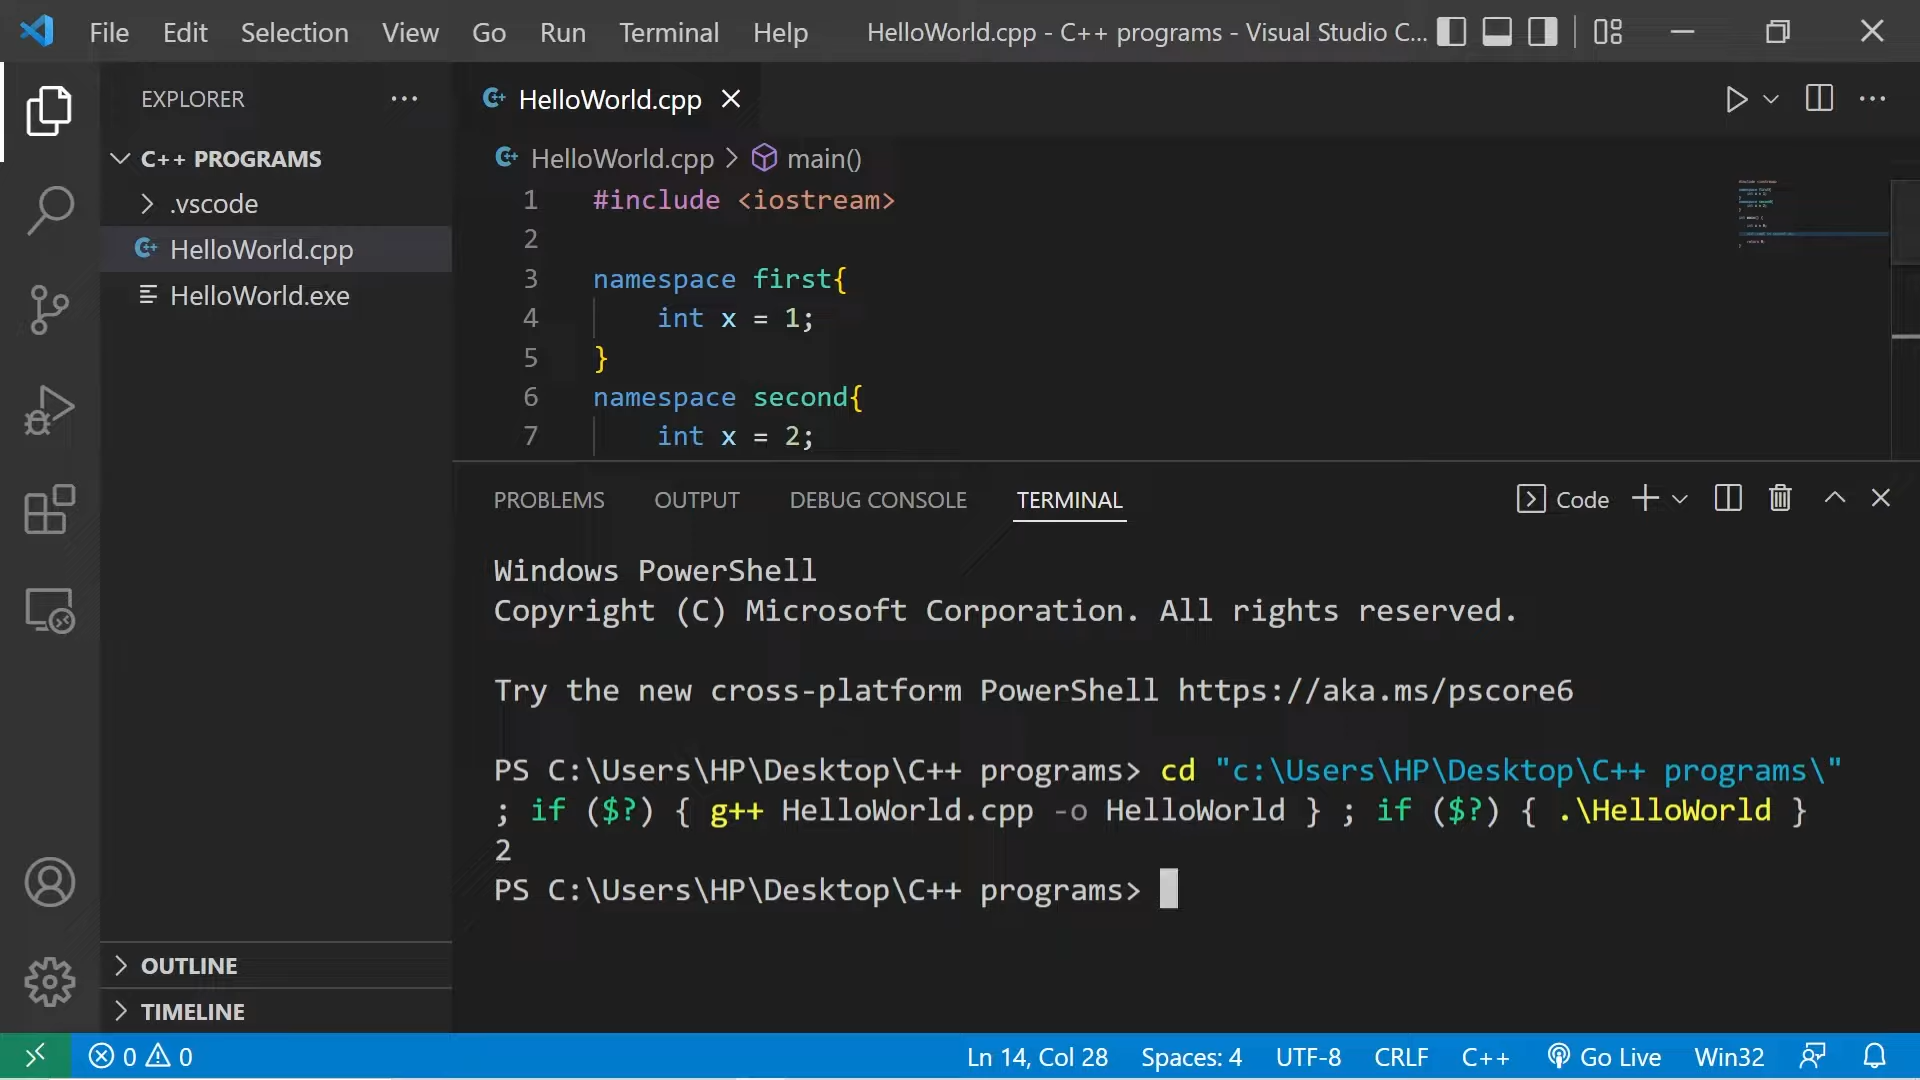 File Edit Selection View Go Run Terminal Help HelloWorld.cpp - C++ programs - Visual Studio C...
EXPLORER
C++ PROGRAMS
.vscode
HelloWorld.cpp
HelloWorld.exe
OUTLINE
TIMELINE
HelloWorld.cpp
HelloWorld.cpp > main()
1 #include <iostream>
2
3 namespace first{
4 int x = 1;
5 }
6 namespace second{
7 int x = 2;
PROBLEMS OUTPUT DEBUG CONSOLE TERMINAL Code
Windows PowerShell
Copyright (C) Microsoft Corporation. All rights reserved.
Try the new cross-platform PowerShell https://aka.ms/pscore6
PS C:\Users\HP\Desktop\C++ programs> cd "c:\Users\HP\Desktop\C++ programs\"
; if ($?) { g++ HelloWorld.cpp -o HelloWorld } ; if ($?) { .\HelloWorld }
2
PS C:\Users\HP\Desktop\C++ programs>
0 0 Ln 14, Col 28 Spaces: 4 UTF-8 CRLF C++ Go Live Win32